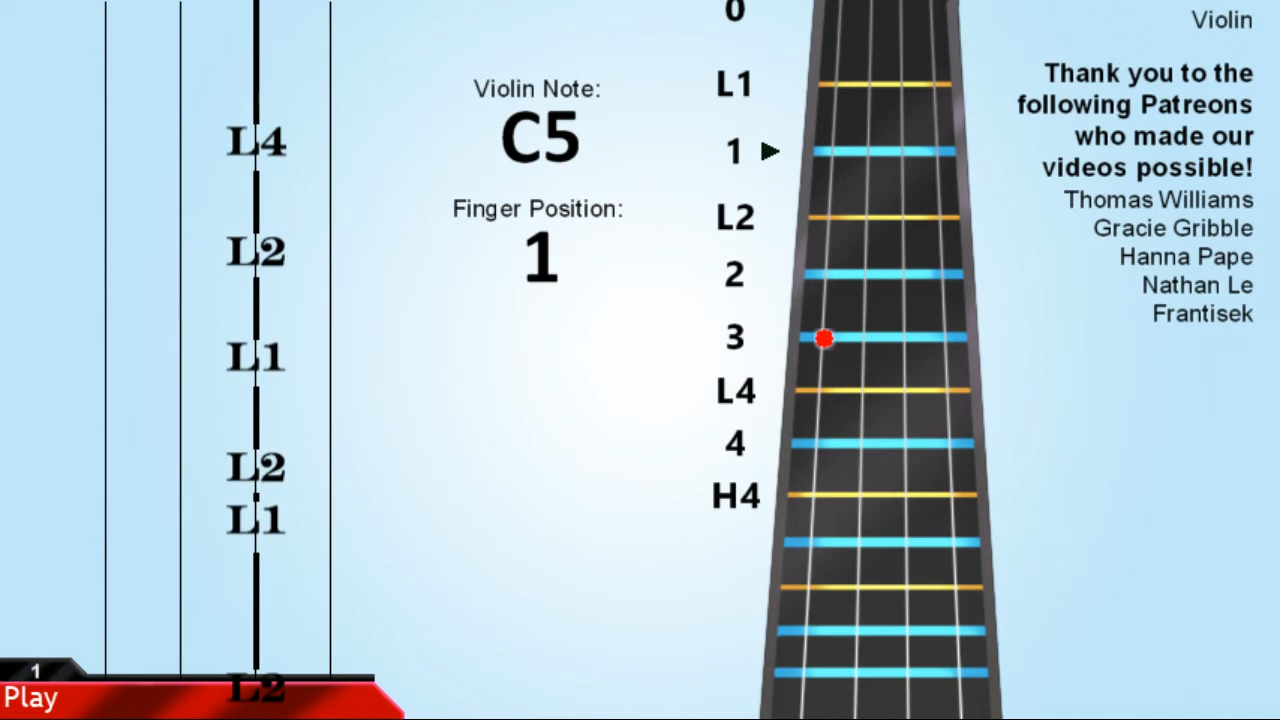 L4
L2
L1
L2
L1
L2
1
Play
Violin Note:
C5
Finger Position:
1
0
L1
1
L2
2
3
L4
4
H4
Violin
Thank you to the
following Patreons
who made our
videos possible!
Thomas Williams
Gracie Gribble
Hanna Pape
Nathan Le
Frantisek